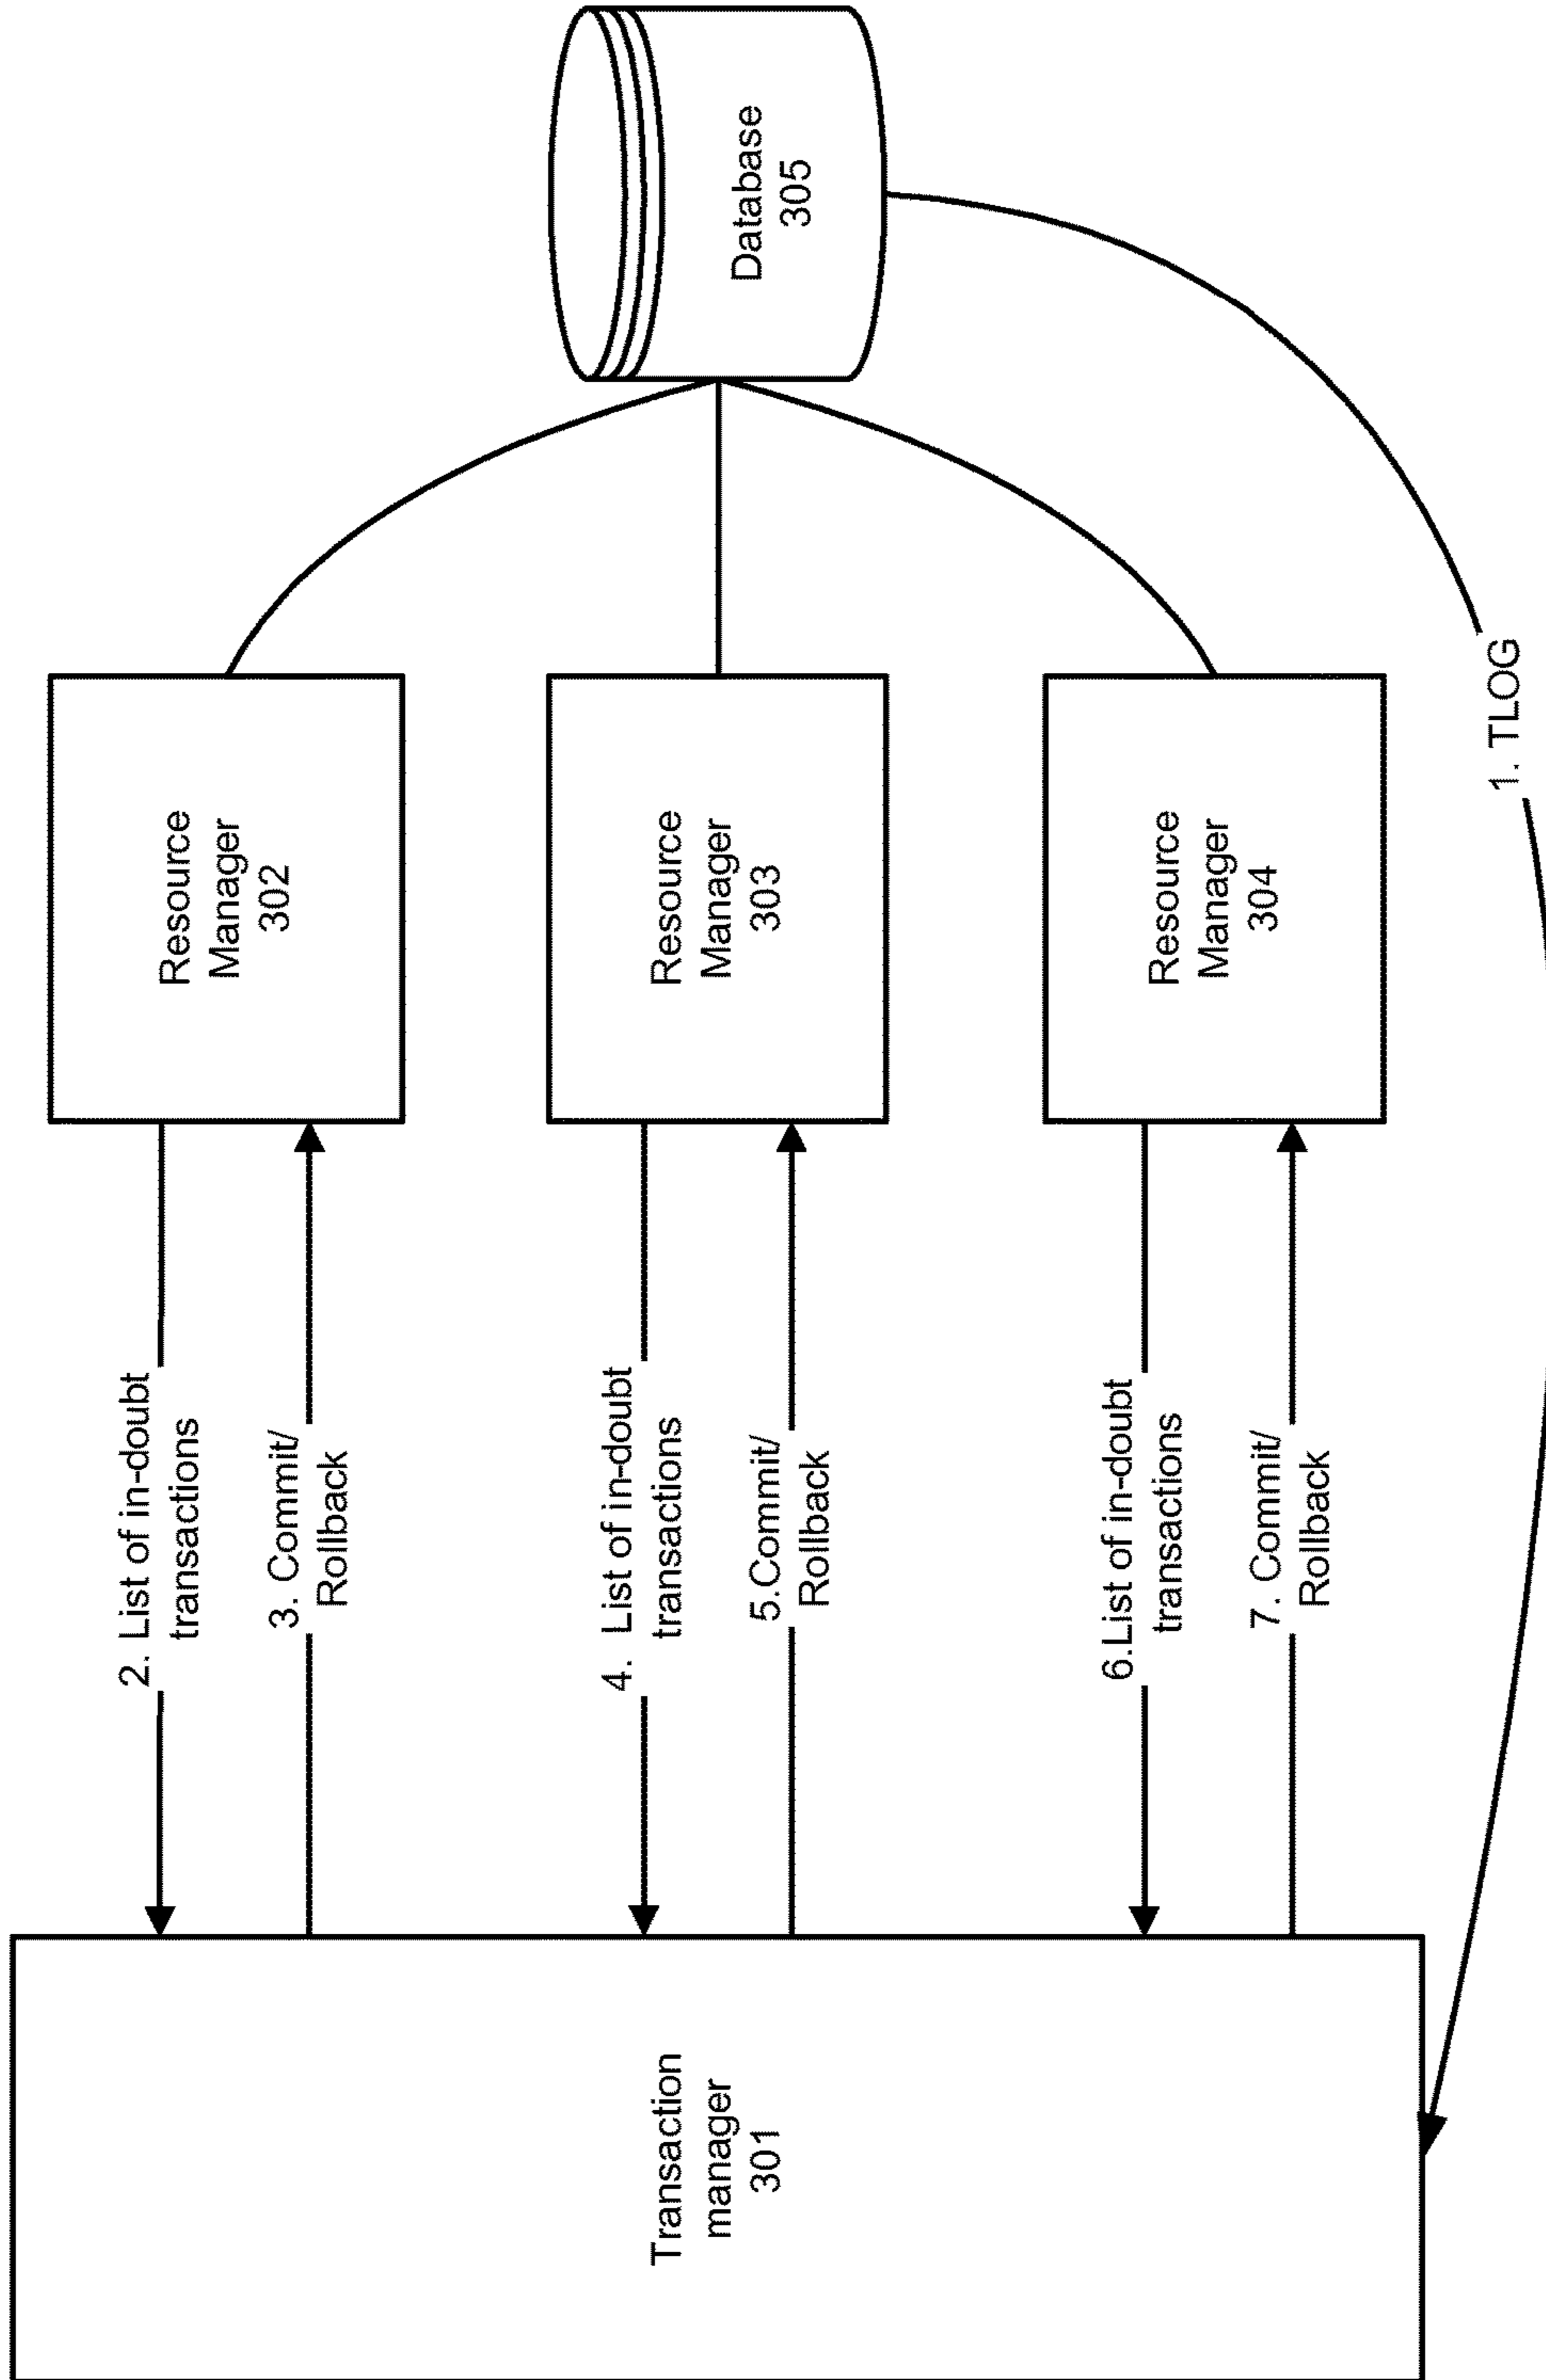 Transaction
manager
301
2. List of in-doubt
transactions
3. Commit/
Rollback
4. List of in-doubt
transactions
5.Commit/
Rollback
6.List of in-doubt
transactions
7. Commit/
Rollback
Resource
Manager
302
Resource
Manager
303
Resource
Manager
304
Database
305
1. TLOG